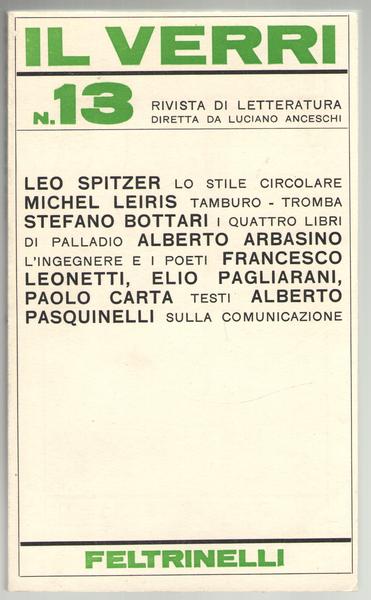 IL VERRI
N. 13 RIVISTA DI LETTERATURA
DIRETTA DA LUCIANO ANCESCHI
LEO SPITZER LO STILE CIRCOLARE
MICHEL LEIRIS TAMBURO - TROMBA
STEFANO BOTTARI I QUATTRO LIBRI
DI PALLADIO ALBERTO ARBASINO
L'INGEGNERE E I POETI FRANCESCO
LEONETTI, ELIO PAGLIARANI,
PAOLO CARTA TESTI ALBERTO
PASQUINELLI SULLA COMUNICAZIONE
FELTRINELLI